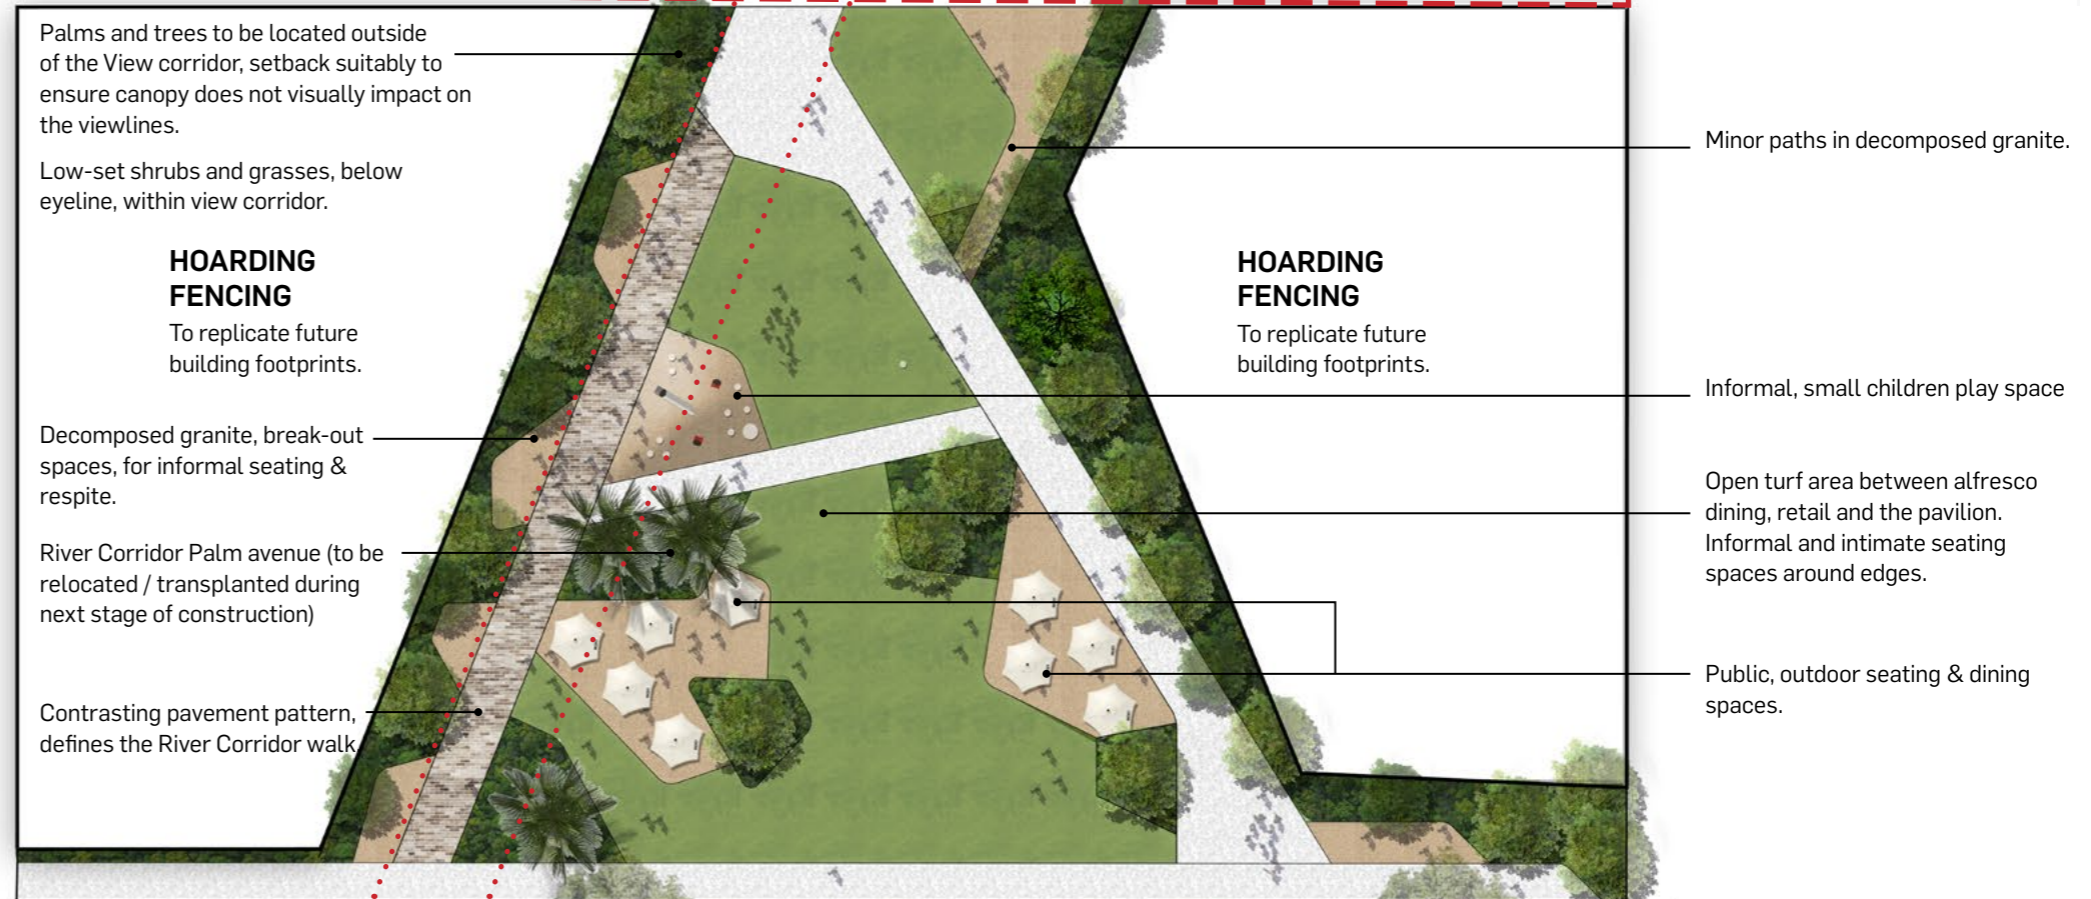 Palms and trees to be located outside
of the View corridor, setback suitably to
ensure canopy does not visually impact on
the viewlines.
Low-set shrubs and grasses, below
eyeline, within view corridor.
HOARDING
FENCING
To replicate future
building footprints.
Decomposed granite, break-out
spaces, for informal seating &
respite.
River Corridor Palm avenue (to be
relocated / transplanted during
next stage of construction)
Contrasting pavement pattern,
defines the River Corridor walk.
HOARDING
FENCING
To replicate future
building footprints.
Minor paths in decomposed granite.
Informal, small children play space
Open turf area between alfresco
dining, retail and the pavilion.
Informal and intimate seating
spaces around edges.
Public, outdoor seating & dining
spaces.